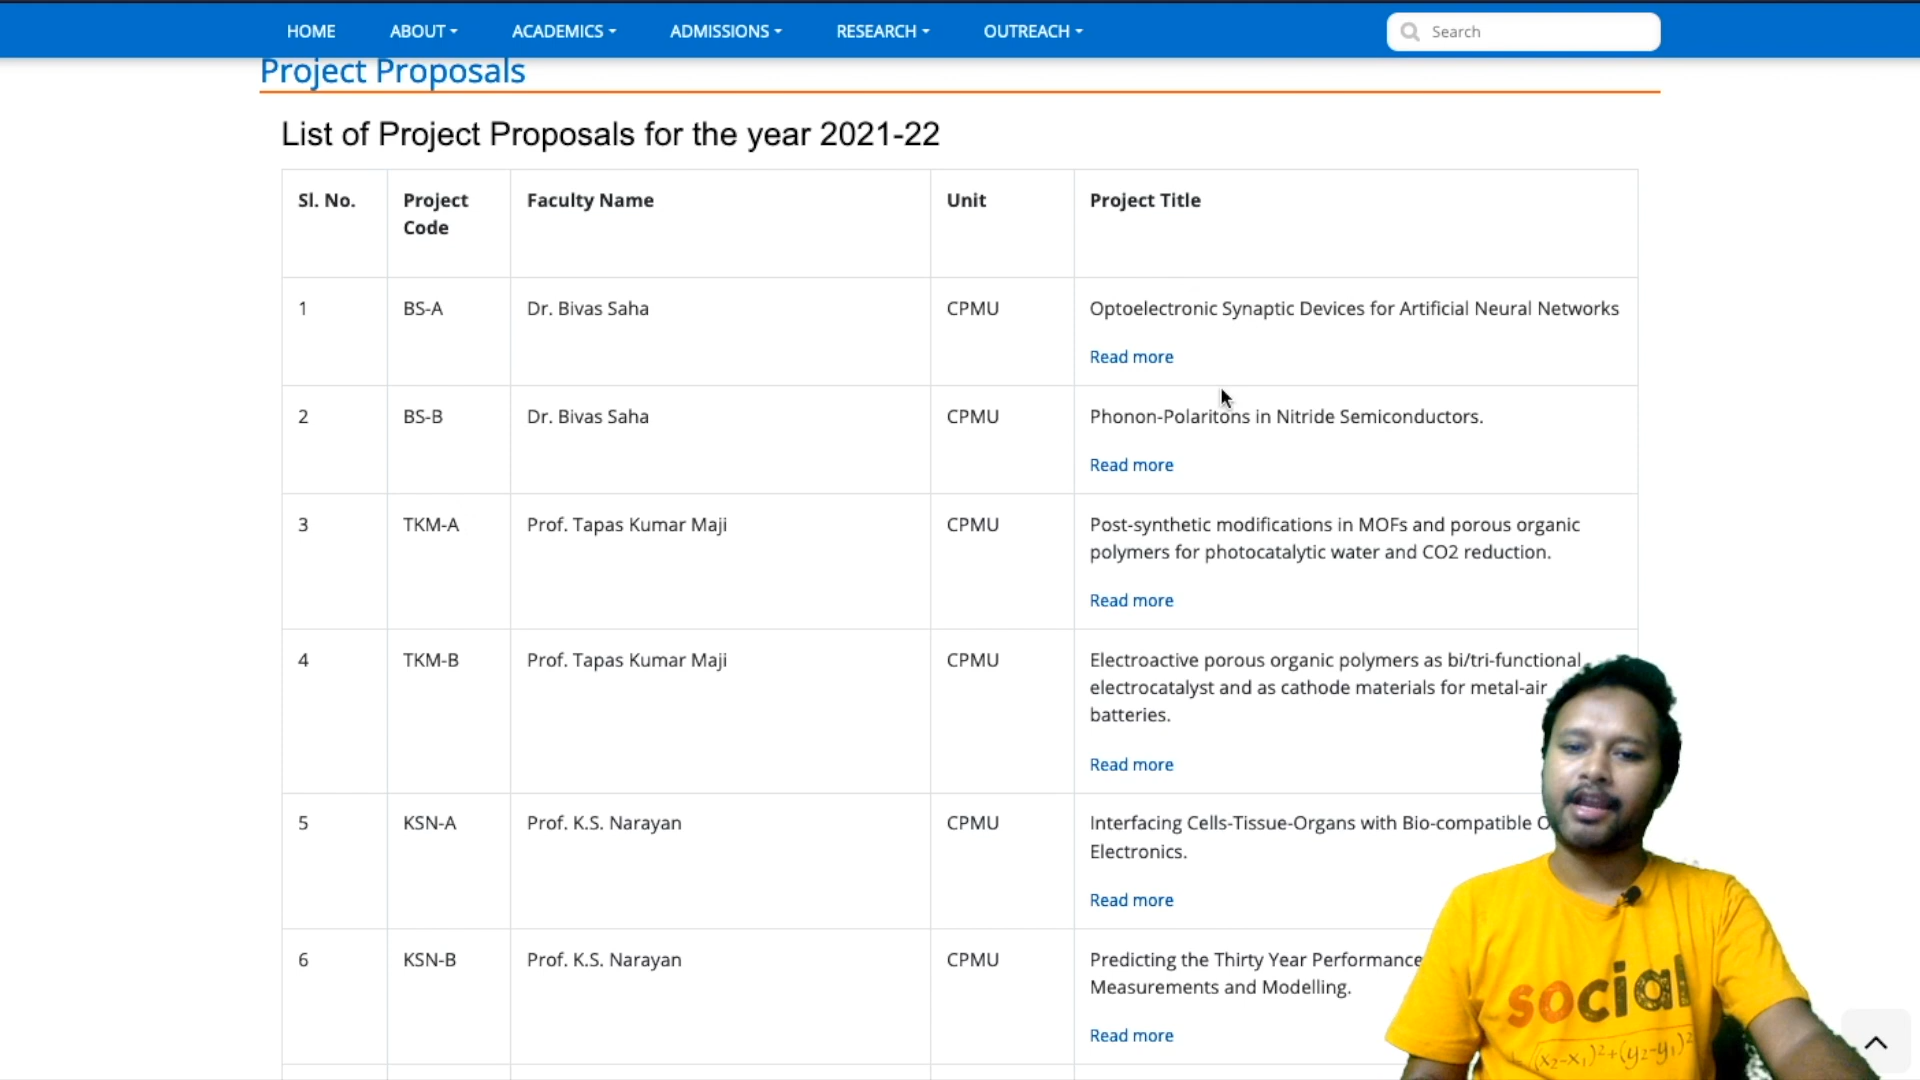 HOME ABOUT ACADEMICS ADMISSIONS RESEARCH OUTREACH Search
Project Proposals
List of Project Proposals for the year 2021-22
Sl. No. Project Code Faculty Name Unit Project Title
1 BS-A Dr. Bivas Saha CPMU Optoelectronic Synaptic Devices for Artificial Neural Networks
Read more
2 BS-B Dr. Bivas Saha CPMU Phonon-Polaritons in Nitride Semiconductors.
Read more
3 TKM-A Prof. Tapas Kumar Maji CPMU Post-synthetic modifications in MOFs and porous organic
polymers for photocatalytic water and CO2 reduction.
Read more
4 TKM-B Prof. Tapas Kumar Maji CPMU Electroactive porous organic polymers as bi/tri-functional
electrocatalyst and as cathode materials for metal-air
batteries.
Read more
5 KSN-A Prof. K.S. Narayan CPMU Interfacing Cells-Tissue-Organs with Bio-compatible
Electronics.
Read more
6 KSN-B Prof. K.S. Narayan CPMU Predicting the Thirty Year Performance
Measurements and Modelling.
Read more
social
(x₂-x₁)²+(y₂-y₁)²